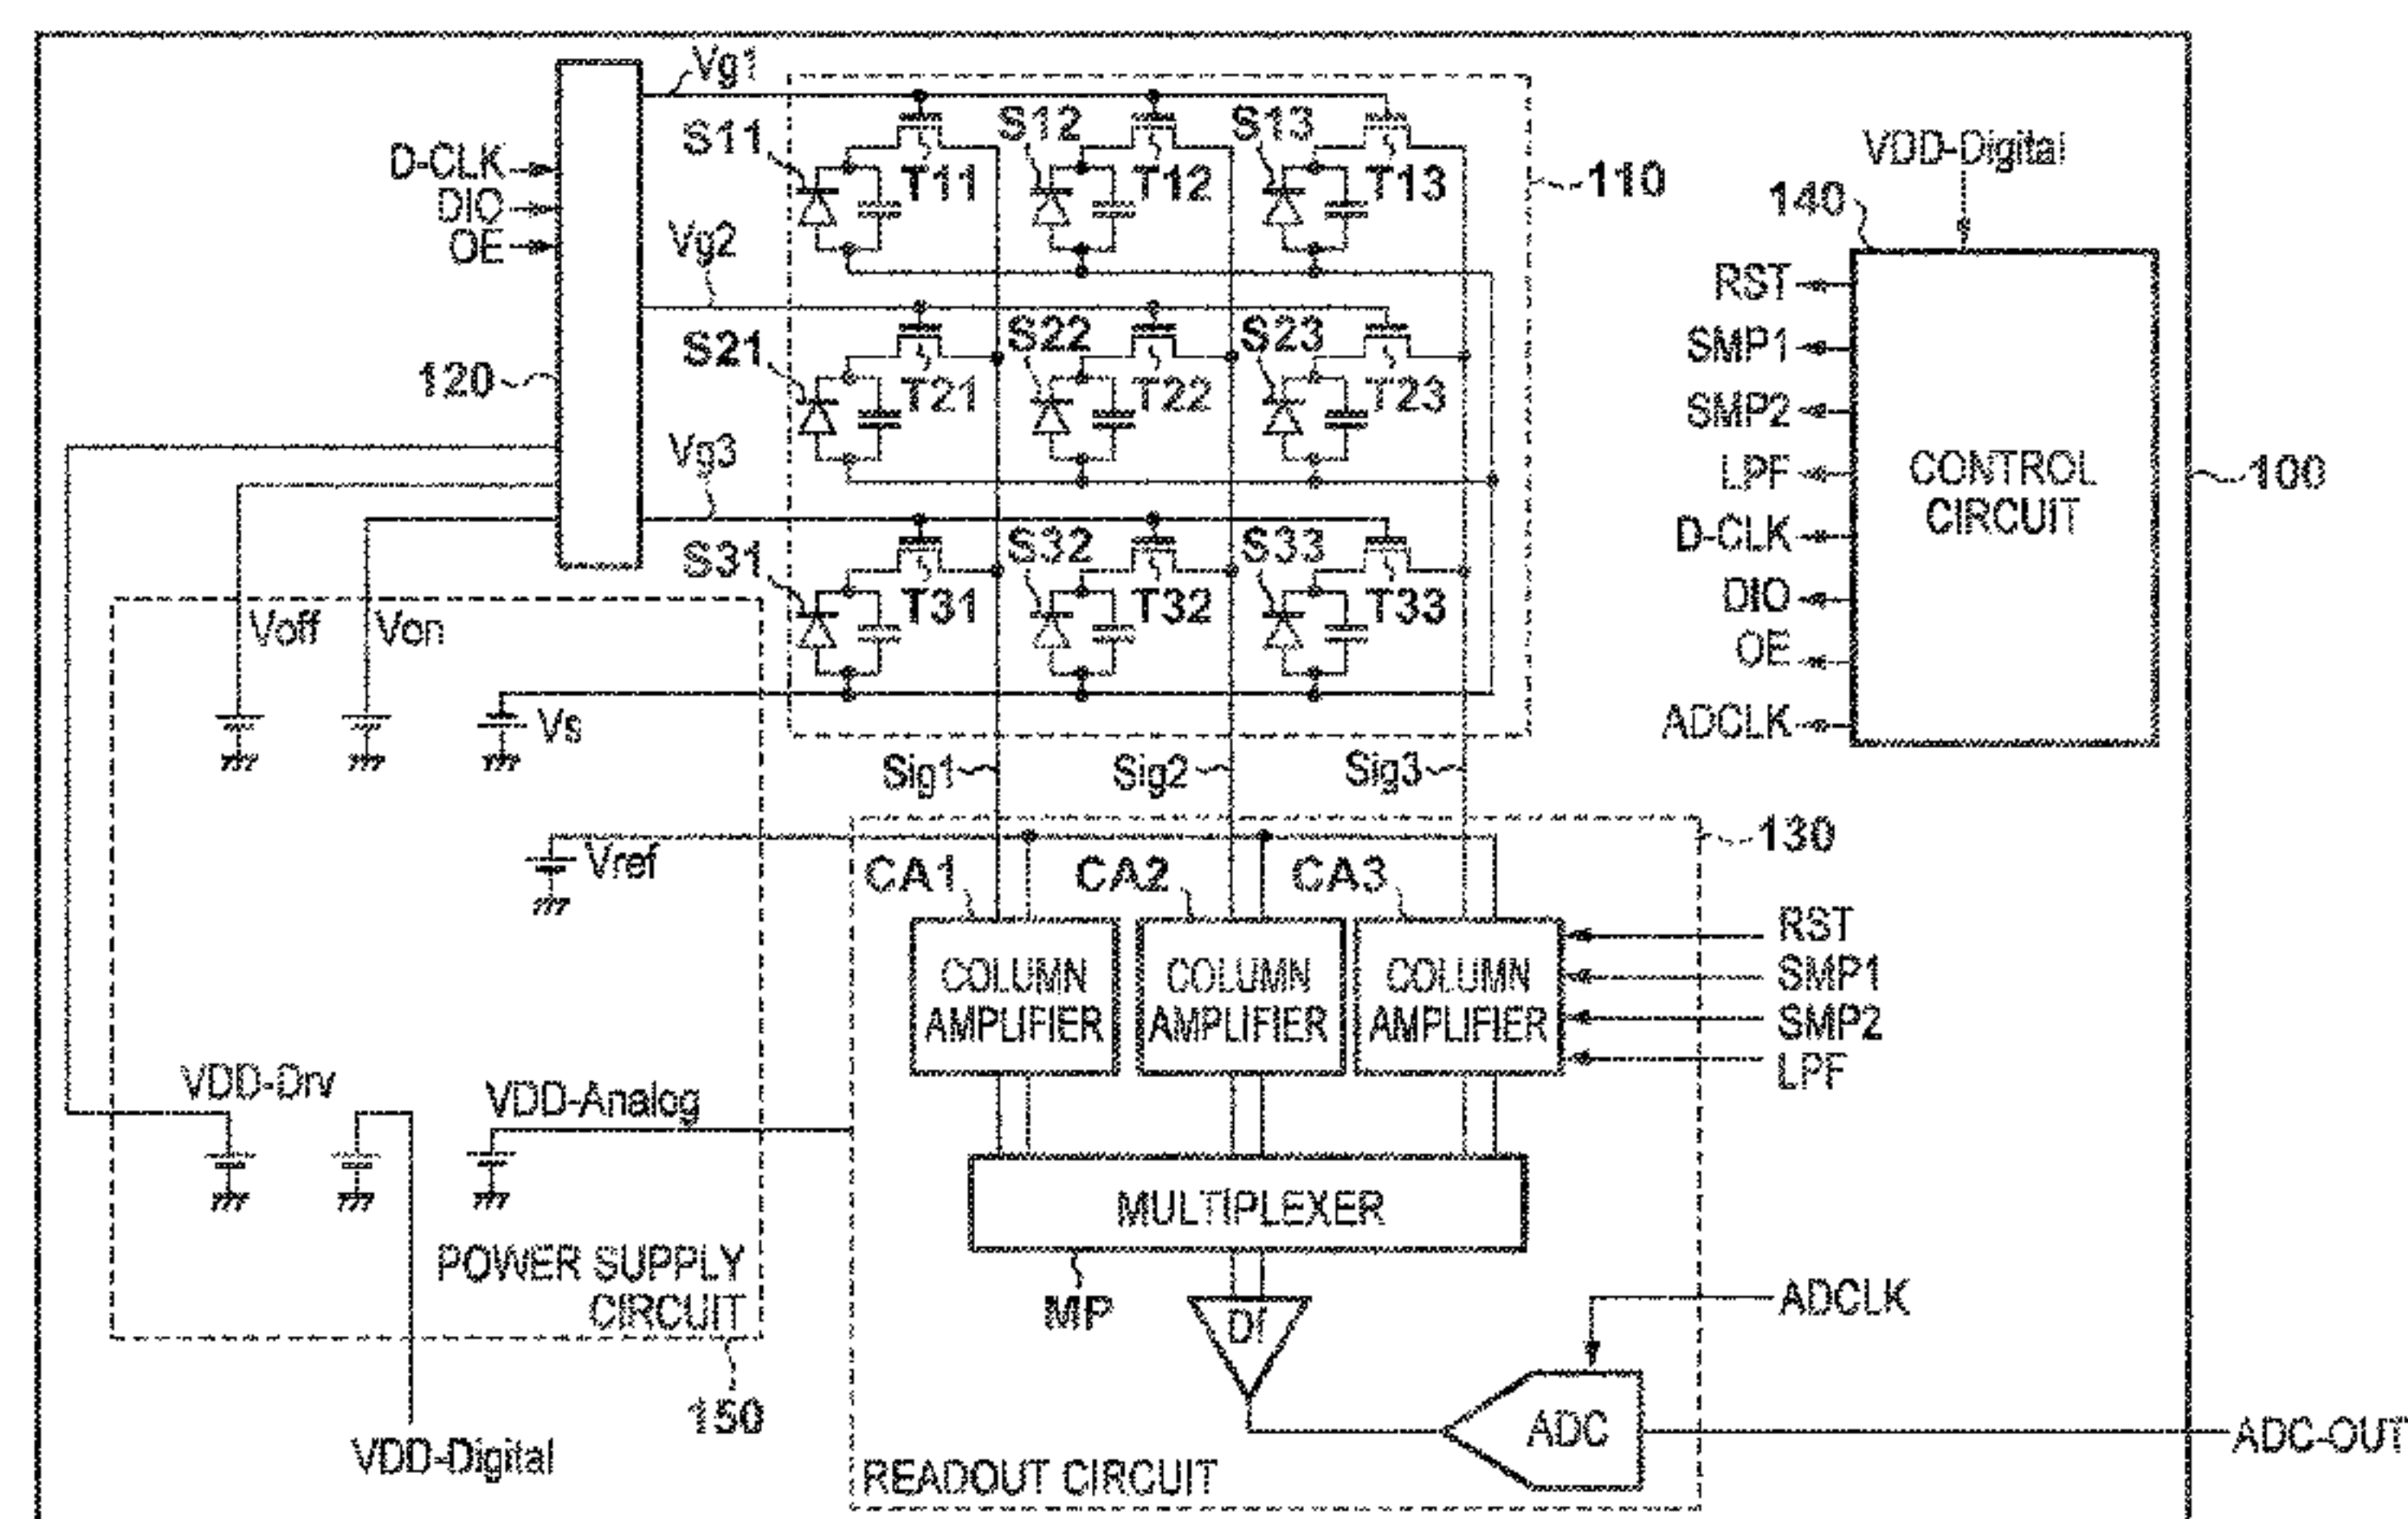 Vg1
S11
S12
S13
D-CLK
DIO
OE
T11
T12
T13
110
VDD-Digital
140
Vg2
RST
SMP1
SMP2
LPF
D-CLK
DIO
OE
ADCLK
CONTROL
CIRCUIT
100
120
S21
S22
S23
T21
T22
T23
Vg3
S31
S32
S33
T31
T32
T33
Voff
Von
Vs
Sig1
Sig2
Sig3
Vref
130
CA1
CA2
CA3
COLUMN
AMPLIFIER
COLUMN
AMPLIFIER
COLUMN
AMPLIFIER
RST
SMP1
SMP2
LPF
VDD-Drv
VDD-Analog
MULTIPLEXER
MP
Df
POWER SUPPLY
CIRCUIT
150
VDD-Digital
ADCLK
ADC
ADC-OUT
READOUT CIRCUIT